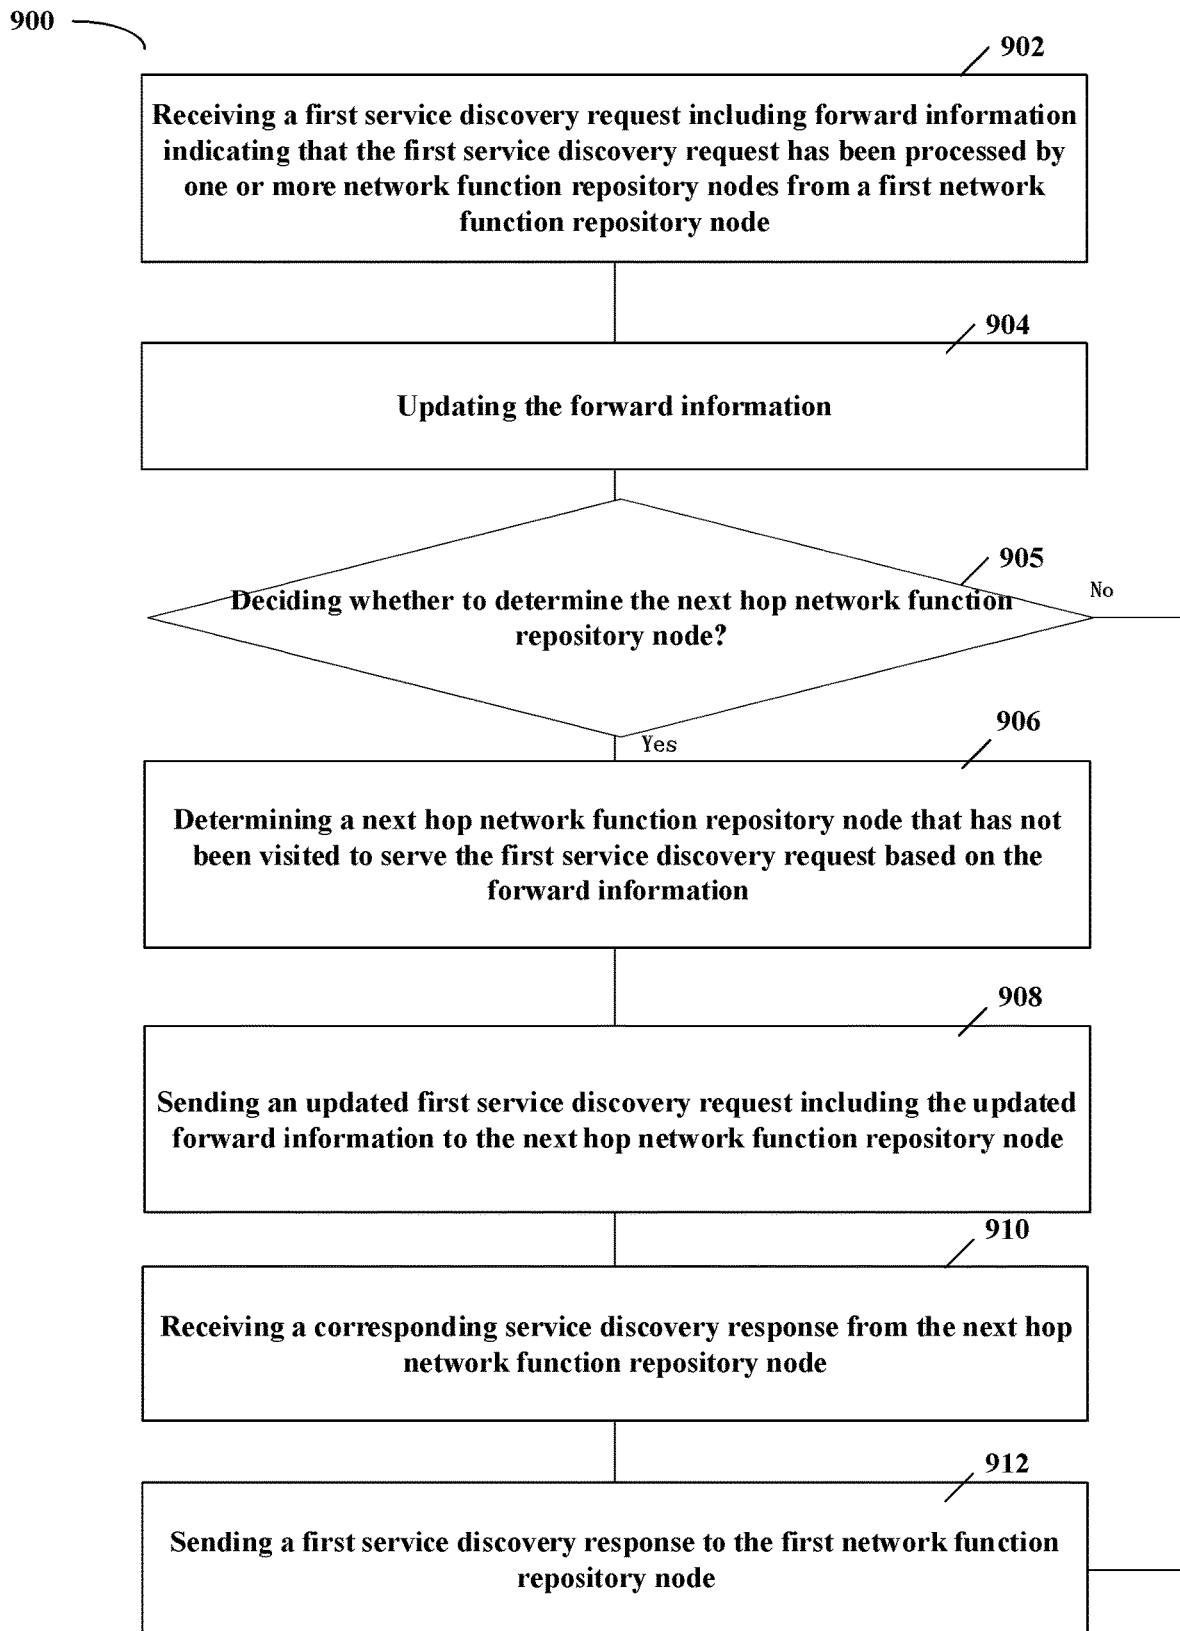 900
902
Receiving a first service discovery request including forward information
indicating that the first service discovery request has been processed by
one or more network function repository nodes from a first network
function repository node
904
Updating the forward information
905
Deciding whether to determine the next hop network function
repository node?
No
Yes
906
Determining a next hop network function repository node that has not
been visited to serve the first service discovery request based on the
forward information
908
Sending an updated first service discovery request including the updated
forward information to the next hop network function repository node
910
Receiving a corresponding service discovery response from the next hop
network function repository node
912
Sending a first service discovery response to the first network function
repository node